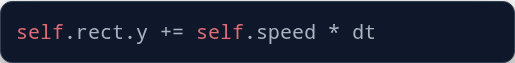 self.rect.y += self.speed * dt